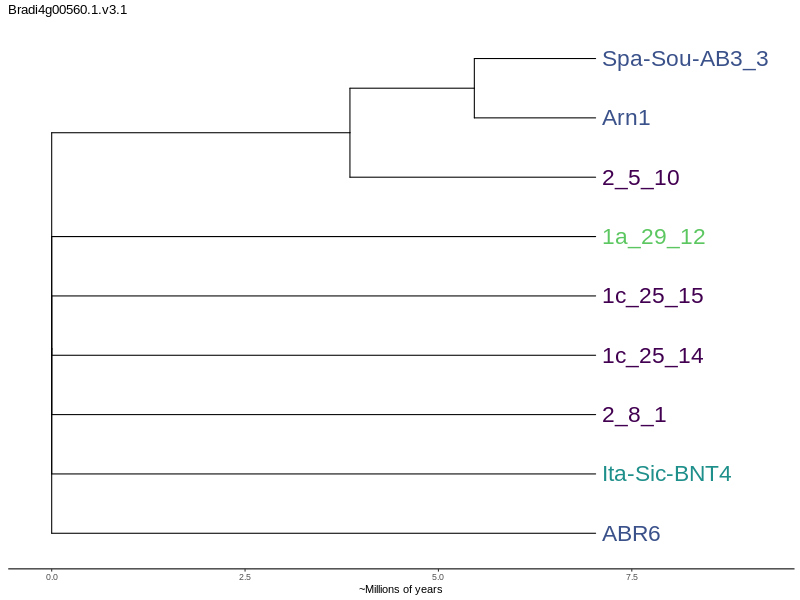 Bradi4g00560.1.v3.1
Spa-Sou-AB3_3
Arn1
2_5_10
1a_29_12
1c_25_15
1c_25_14
2_8_1
Ita-Sic-BNT4
ABR6
0.0 2.5 5.0 7.5
~Millions of years